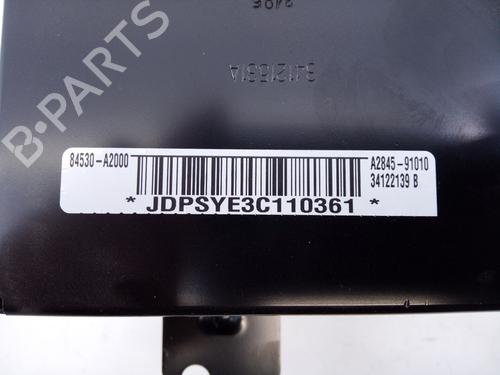 B-PARTS
84530-A2000
A2845-91010
34122139 B
* JDPSYE3C110361 *